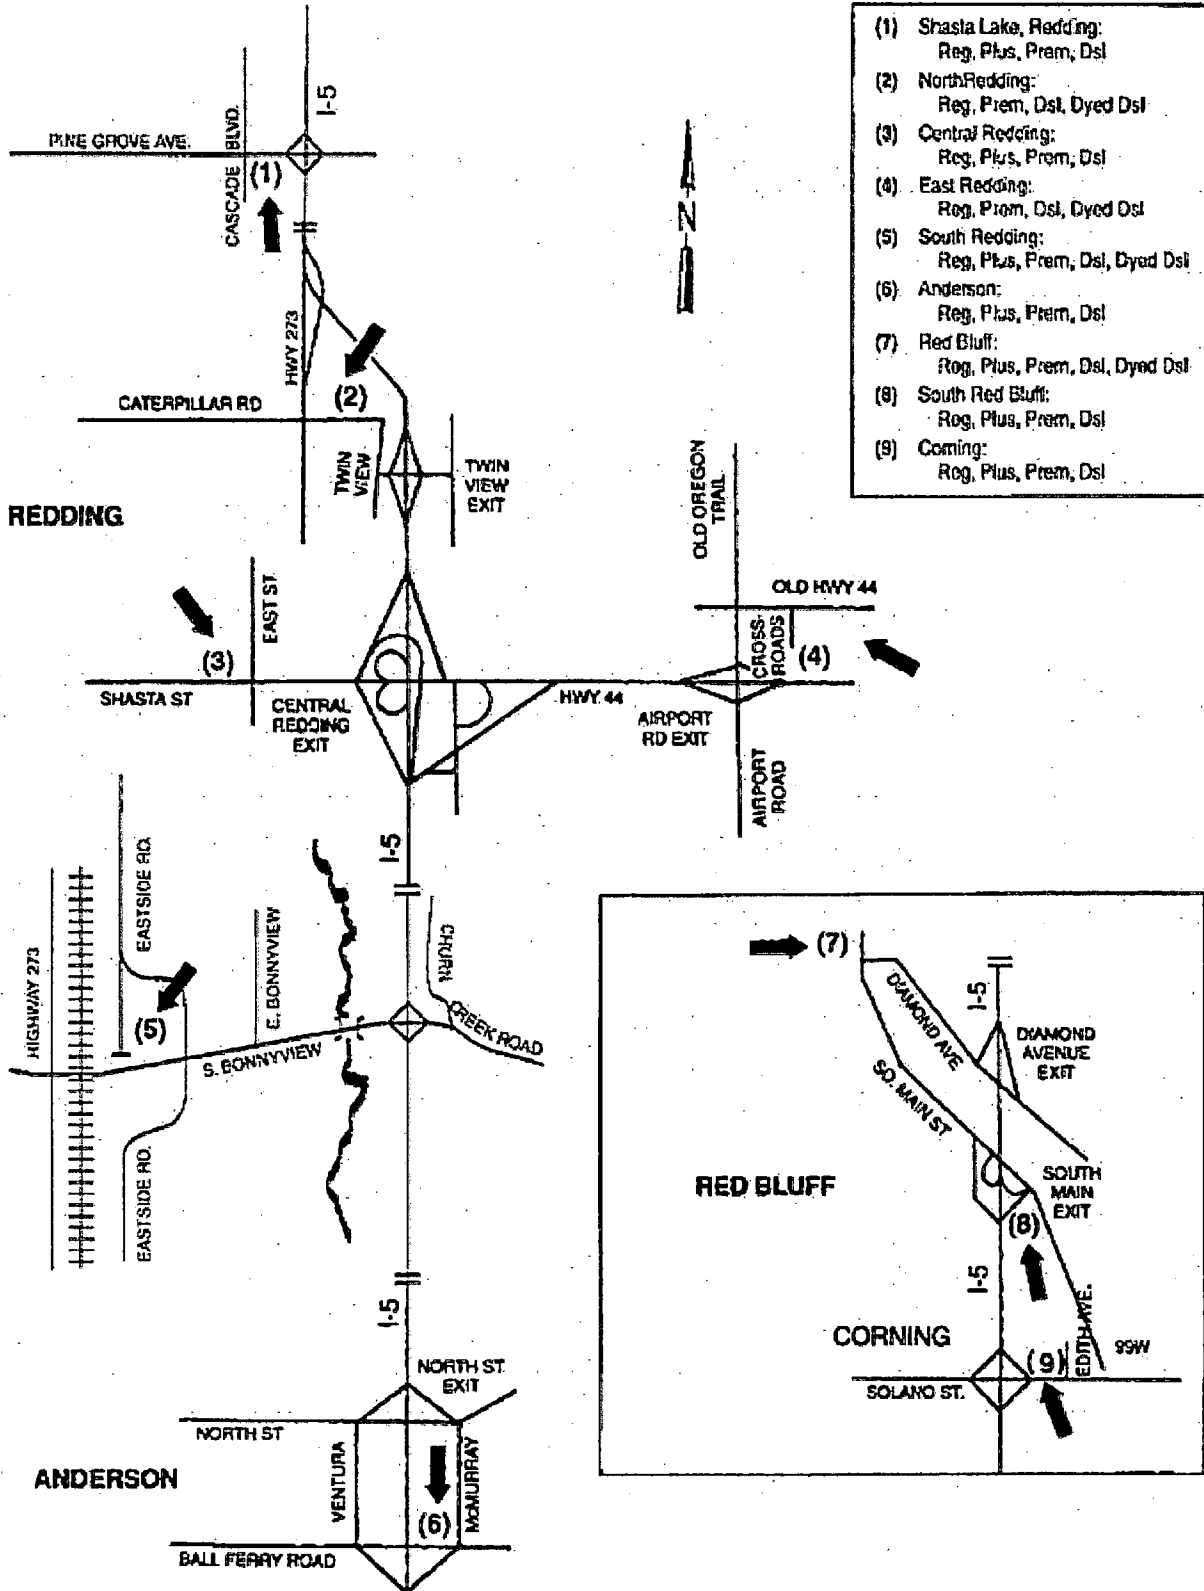 (1) Shasta Lake, Redding:
Reg, Plus, Prem, Dsl
(2) NorthRedding:
Reg, Prem, Dsl, Dyed Dsl
(3) Central Redding:
Reg, Plus, Prem, Dsl
(4) East Redding:
Reg, Prem, Dsl, Dyed Dsl
(5) South Redding:
Reg, Plus, Prem, Dsl, Dyed Dsl
(6) Anderson:
Reg, Plus, Prem, Dsl
(7) Red Bluff:
Reg, Plus, Prem, Dsl, Dyed Dsl
(8) South Red Bluff:
Reg, Plus, Prem, Dsl
(9) Corning:
Reg, Plus, Prem, Dsl
I-5
PINE GROVE AVE.
CASCADE BLVD.
(1)
N
HWY 273
(2)
CATERPILLAR RD
TWIN
VIEW
TWIN
VIEW
EXIT
REDDING
OLD OREGON
TRAIL
OLD HWY 44
EAST ST.
CROSS-
ROADS
(3)
(4)
SHASTA ST
CENTRAL
REDDING
EXIT
HWY 44
AIRPORT
RD EXIT
AIRPORT
ROAD
I-5
HIGHWAY 273
EASTSIDE RD.
E. BONNYVIEW
CHURN
CREEK ROAD
(5)
S. BONNYVIEW
EASTSIDE RD.
I-5
NORTH ST.
EXIT
NORTH ST
VENTURA
McMURRAY
ANDERSON
(6)
BALL FERRY ROAD
(7)
DIAMOND AVE
I-5
DIAMOND
AVENUE
EXIT
SO. MAIN ST
RED BLUFF
SOUTH
MAIN
EXIT
(8)
I-5
EDITH AVE.
99W
CORNING
(9)
SOLANO ST.